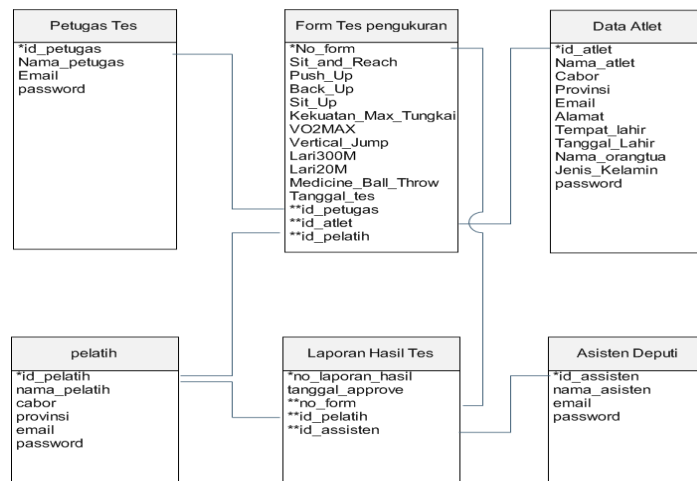 Petugas Tes
*id_petugas
Nama_petugas
Email
password
Form Tes pengukuran
*No_form
Sit_and_Reach
Push_Up
Back_Up
Sit_Up
Kekuatan_Max_Tungkai
VO2MAX
Vertical_Jump
Lari300M
Lari20M
Medicine_Ball_Throw
Tanggal_tes
**id_petugas
**id_atlet
**id_pelatih
Data Atlet
*id_atlet
Nama_atlet
Cabor
Provinsi
Email
Alamat
Tempat_lahir
Tanggal_Lahir
Nama_orangtua
Jenis_Kelamin
password
pelatih
*id_pelatih
nama_pelatih
cabor
provinsi
email
password
Laporan Hasil Tes
*no_laporan_hasil
tanggal_approve
**no_form
**id_pelatih
**id_assisten
Asisten Deputi
*id_assisten
nama_asisten
email
password